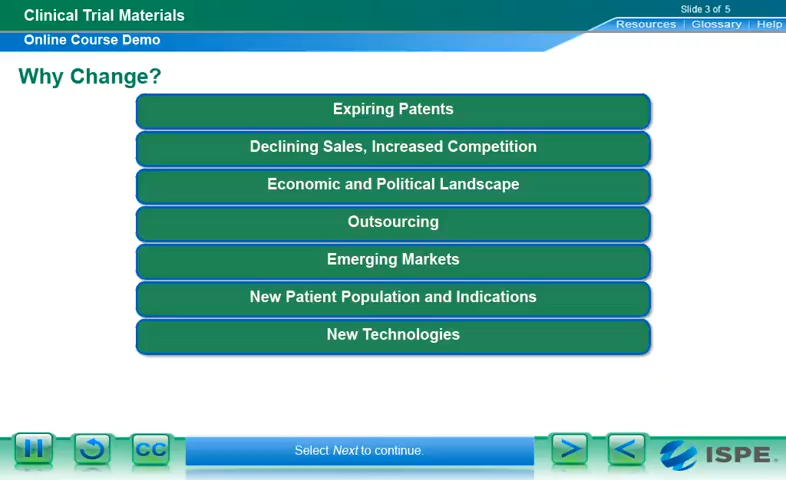 Clinical Trial Materials
Slide 3 of 5
Resources | Glossary | Help
Online Course Demo
Why Change?
Expiring Patents
Declining Sales, Increased Competition
Economic and Political Landscape
Outsourcing
Emerging Markets
New Patient Population and Indications
New Technologies
CC
Select Next to continue.
> <
ISPE